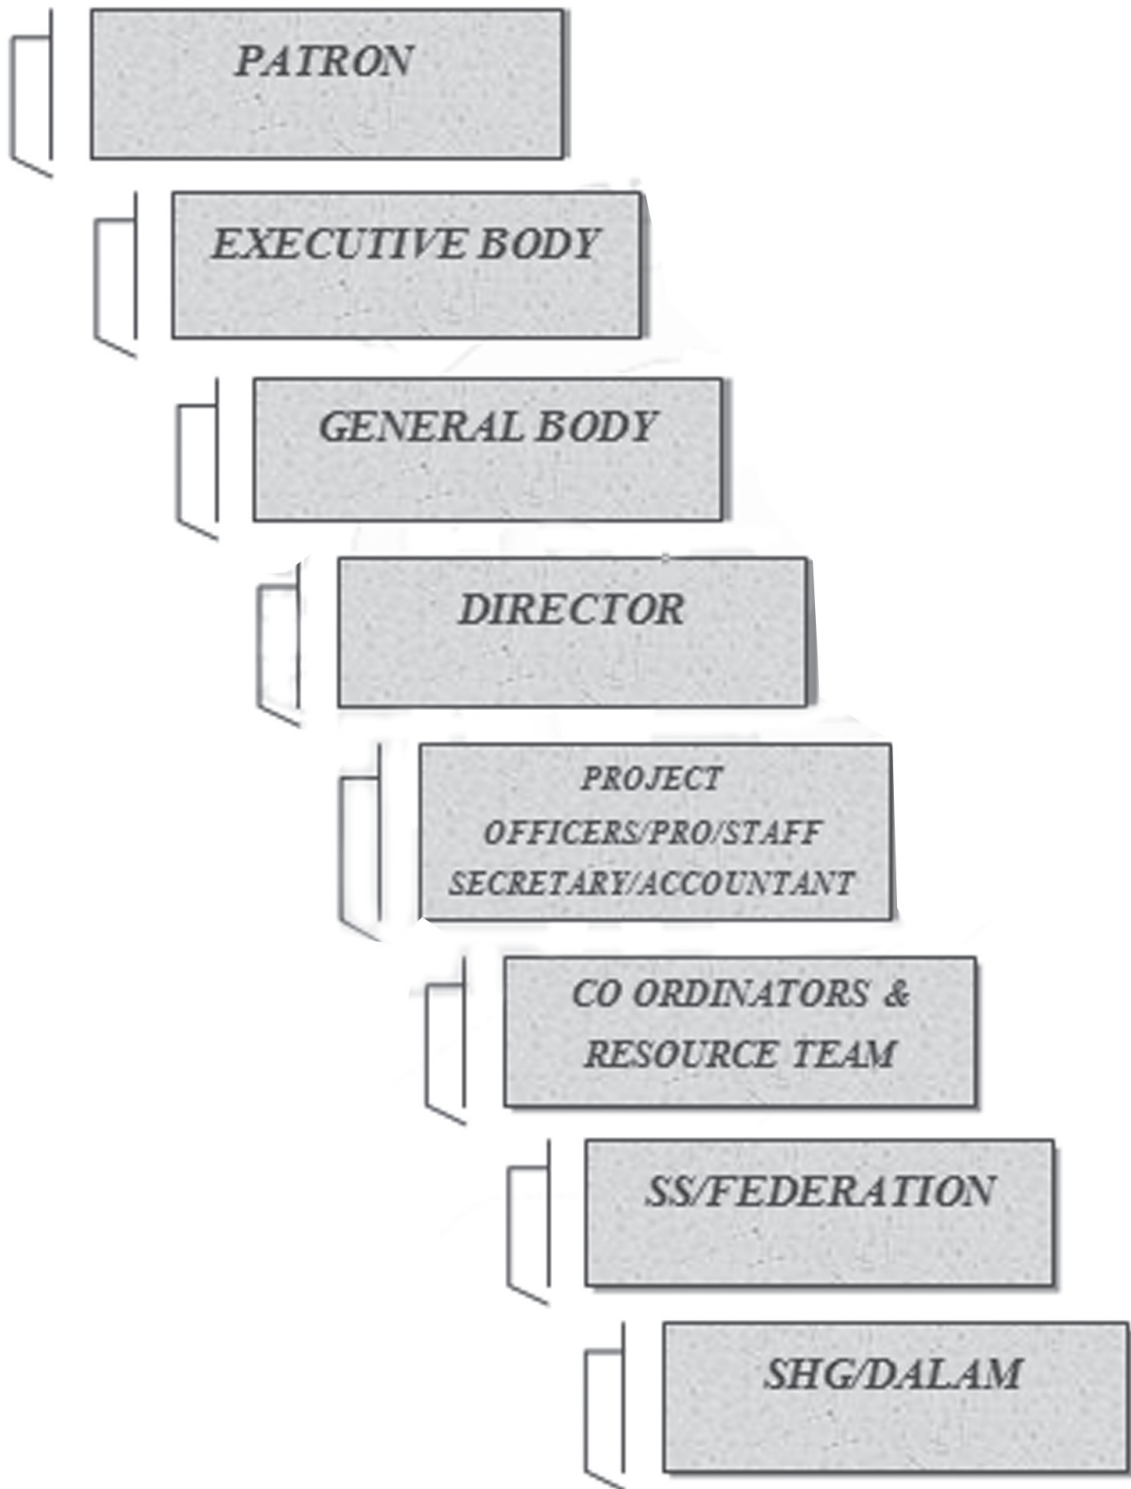 PATRON
EXECUTIVE BODY
GENERAL BODY
DIRECTOR
PROJECT
OFFICERS/PRO/STAFF
SECRETARY/ACCOUNTANT
CO ORDINATORS &
RESOURCE TEAM
SS/FEDERATION
SHG/DALAM